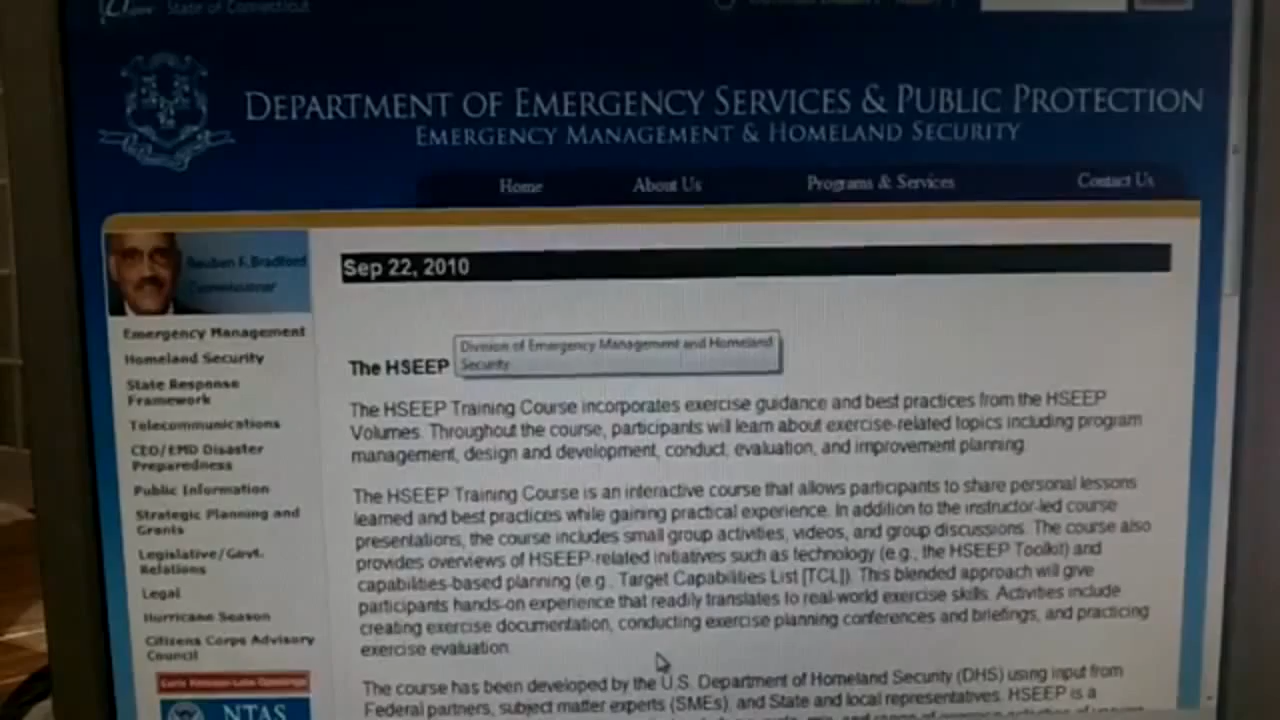 State of Connecticut
DEPARTMENT OF EMERGENCY SERVICES & PUBLIC PROTECTION
EMERGENCY MANAGEMENT & HOMELAND SECURITY
Home About Us Programs & Services Contact Us
Reuben F. Bradford
Commissioner
Emergency Management
Homeland Security
State Response
Framework
Telecommunications
CEO/EMD Disaster
Preparedness
Public Information
Strategic Planning and
Grants
Legislative/Govt.
Relations
Legal
Hurricane Season
Citizens Corps Advisory
Council
NTAS
Sep 22, 2010
The HSEEP
Division of Emergency Management and Homeland
Security
The HSEEP Training Course incorporates exercise guidance and best practices from the HSEEP
Volumes. Throughout the course, participants will learn about exercise-related topics including program
management, design and development, conduct, evaluation, and improvement planning.
The HSEEP Training Course is an interactive course that allows participants to share personal lessons
learned and best practices while gaining practical experience. In addition to the instructor-led course
presentations, the course includes small group activities, videos, and group discussions. The course also
provides overviews of HSEEP-related initiatives such as technology (e.g., the HSEEP Toolkit) and
capabilities-based planning (e.g., Target Capabilities List [TCL]). This blended approach will give
participants hands-on experience that readily translates to real-world exercise skills. Activities include
creating exercise documentation, conducting exercise planning conferences and briefings, and practicing
exercise evaluation.
The course has been developed by the U.S. Department of Homeland Security (DHS) using input from
Federal partners, subject matter experts (SMEs), and State and local representatives. HSEEP is a